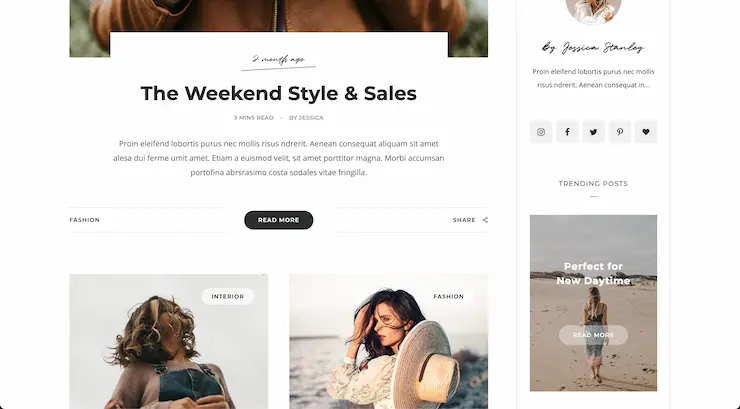 2 month ago
The Weekend Style & Sales
3 MINS READ • BY JESSICA
Proin eleifend lobortis purus nec mollis risus ndrerit. Aenean consequat aliquam sit amet
alesa dui ferme umit amet. Etiam a euismod velit, sit amet porttitor magna. Morbi accumsan
portofina abrsrasimo costa sodales vitae fringilla.
FASHION
READ MORE
SHARE
INTERIOR
FASHION
By Jessica Stanley
Proin eleifend lobortis purus nec mollis
risus ndrerit. Aenean consequat in...
TRENDING POSTS
Perfect for
New Daytime
READ MORE